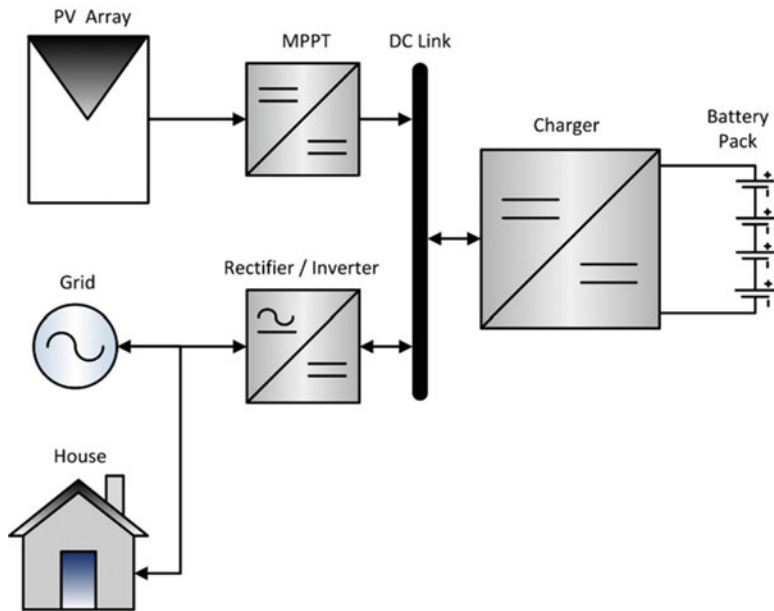 PV Array
MPPT
DC Link
Charger
Battery
Pack
Grid
Rectifier / Inverter
House